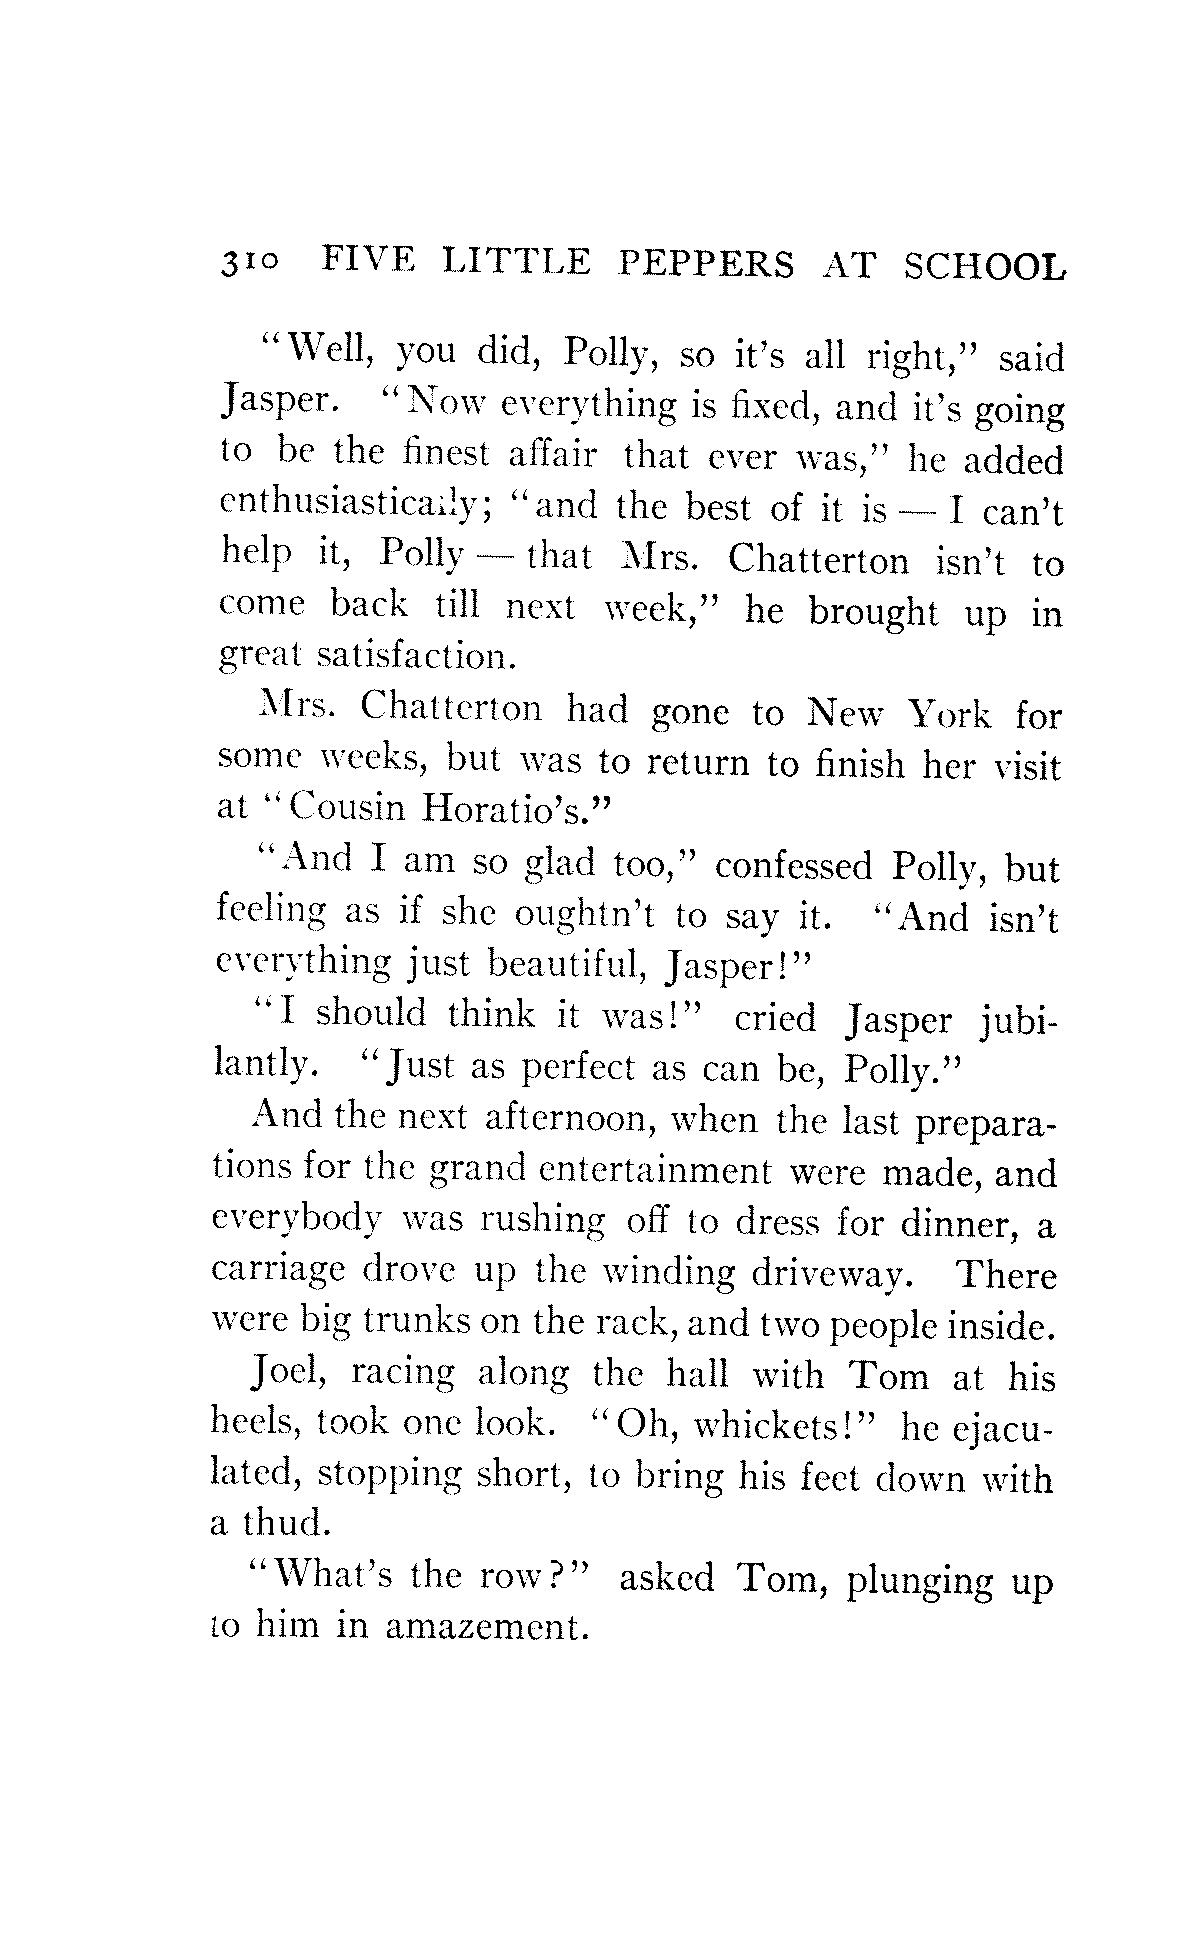 310 FIVE LITTLE PEPPERS AT SCHOOL
"Well, you did, Polly, so it's all right," said
Jasper. "Now everything is fixed, and it's going
to be the finest affair that ever was," he added
enthusiastically; "and the best of it is — I can't
help it, Polly — that Mrs. Chatterton isn't to
come back till next week," he brought up in
great satisfaction.
Mrs. Chatterton had gone to New York for
some weeks, but was to return to finish her visit
at "Cousin Horatio's."
"And I am so glad too," confessed Polly, but
feeling as if she oughtn't to say it. "And isn't
everything just beautiful, Jasper!"
"I should think it was!" cried Jasper jubi-
lantly. "Just as perfect as can be, Polly."
And the next afternoon, when the last prepara-
tions for the grand entertainment were made, and
everybody was rushing off to dress for dinner, a
carriage drove up the winding driveway. There
were big trunks on the rack, and two people inside.
Joel, racing along the hall with Tom at his
heels, took one look. "Oh, whickets!" he ejacu-
lated, stopping short, to bring his feet down with
a thud.
"What's the row?" asked Tom, plunging up
to him in amazement.